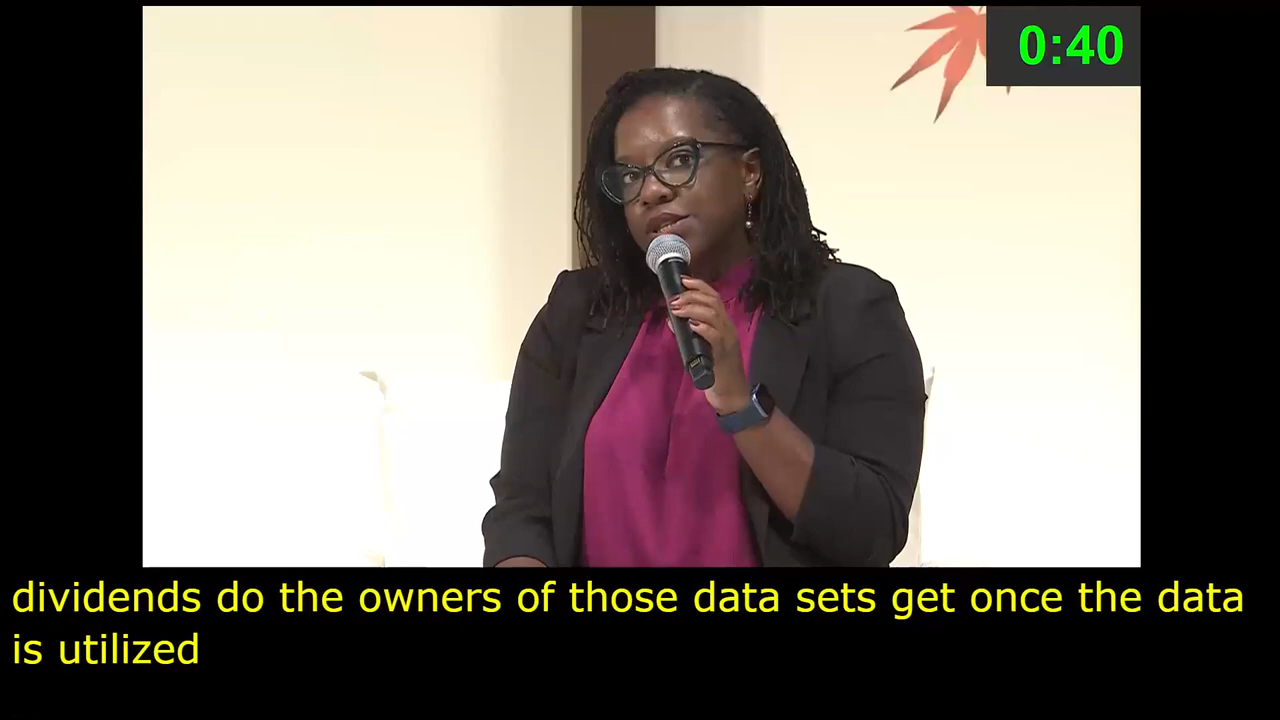 0:40
dividends do the owners of those data sets get once the data
is utilized